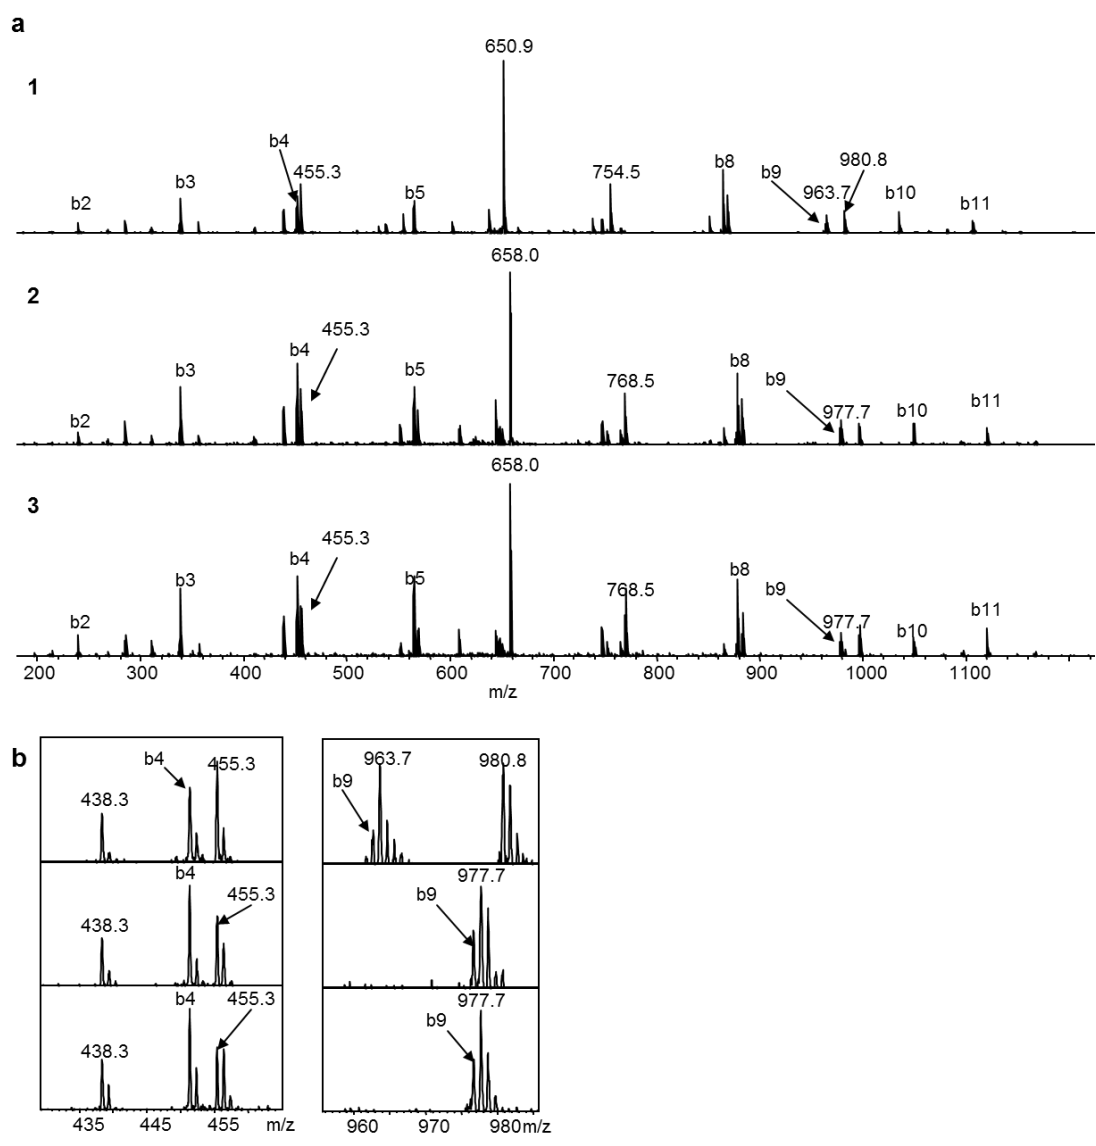 a
650.9
1
b4
b2
b3
455.3
b5
754.5
b8
b9
963.7
980.8
b10
b11
658.0
2
b2
b3
b4
455.3
b5
768.5
b8
b9
977.7
b10
b11
658.0
3
b2
b3
b4
455.3
b5
768.5
b8
b9
977.7
b10
b11
200 300 400 500 600 700 800 900 1000 1100
m/z
b
438.3
b4
455.3
b9
963.7
980.8
438.3
b4
455.3
b9
977.7
438.3
b4
455.3
b9
977.7
435 445 455 m/z
960 970 980 m/z